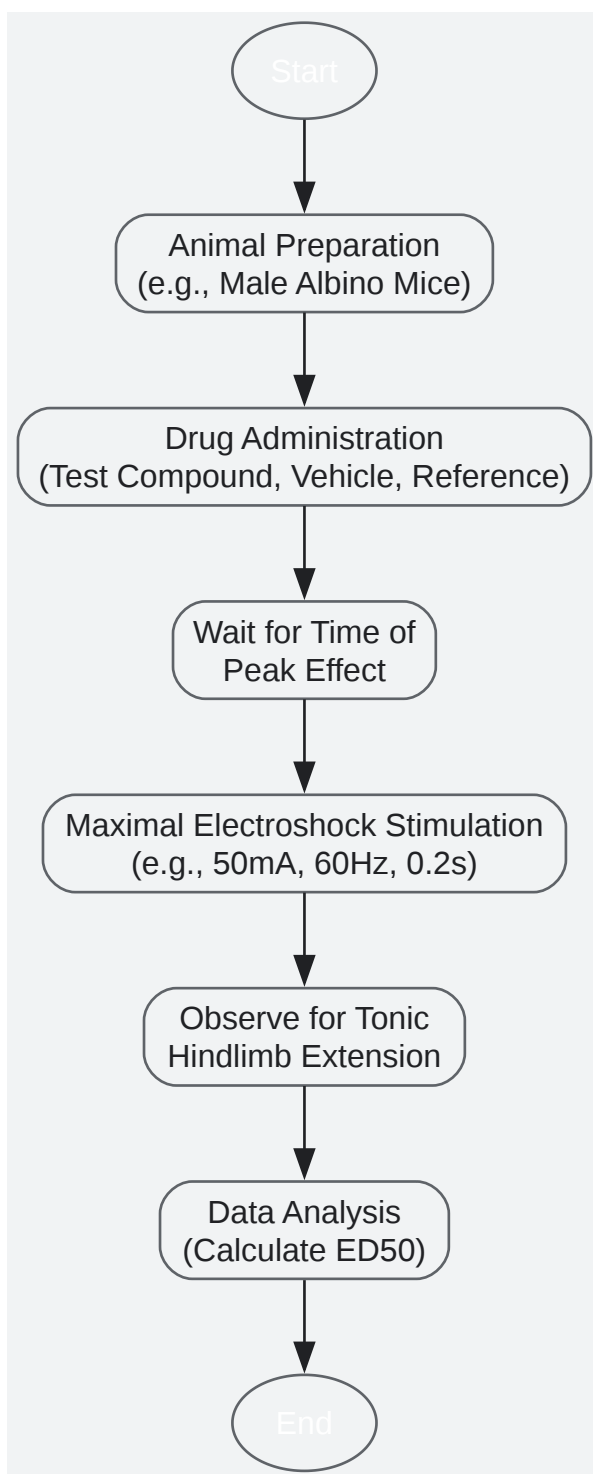 Start
Animal Preparation
(e.g., Male Albino Mice)
Drug Administration
(Test Compound, Vehicle, Reference)
Wait for Time of
Peak Effect
Maximal Electroshock Stimulation
(e.g., 50mA, 60Hz, 0.2s)
Observe for Tonic
Hindlimb Extension
Data Analysis
(Calculate ED50)
End